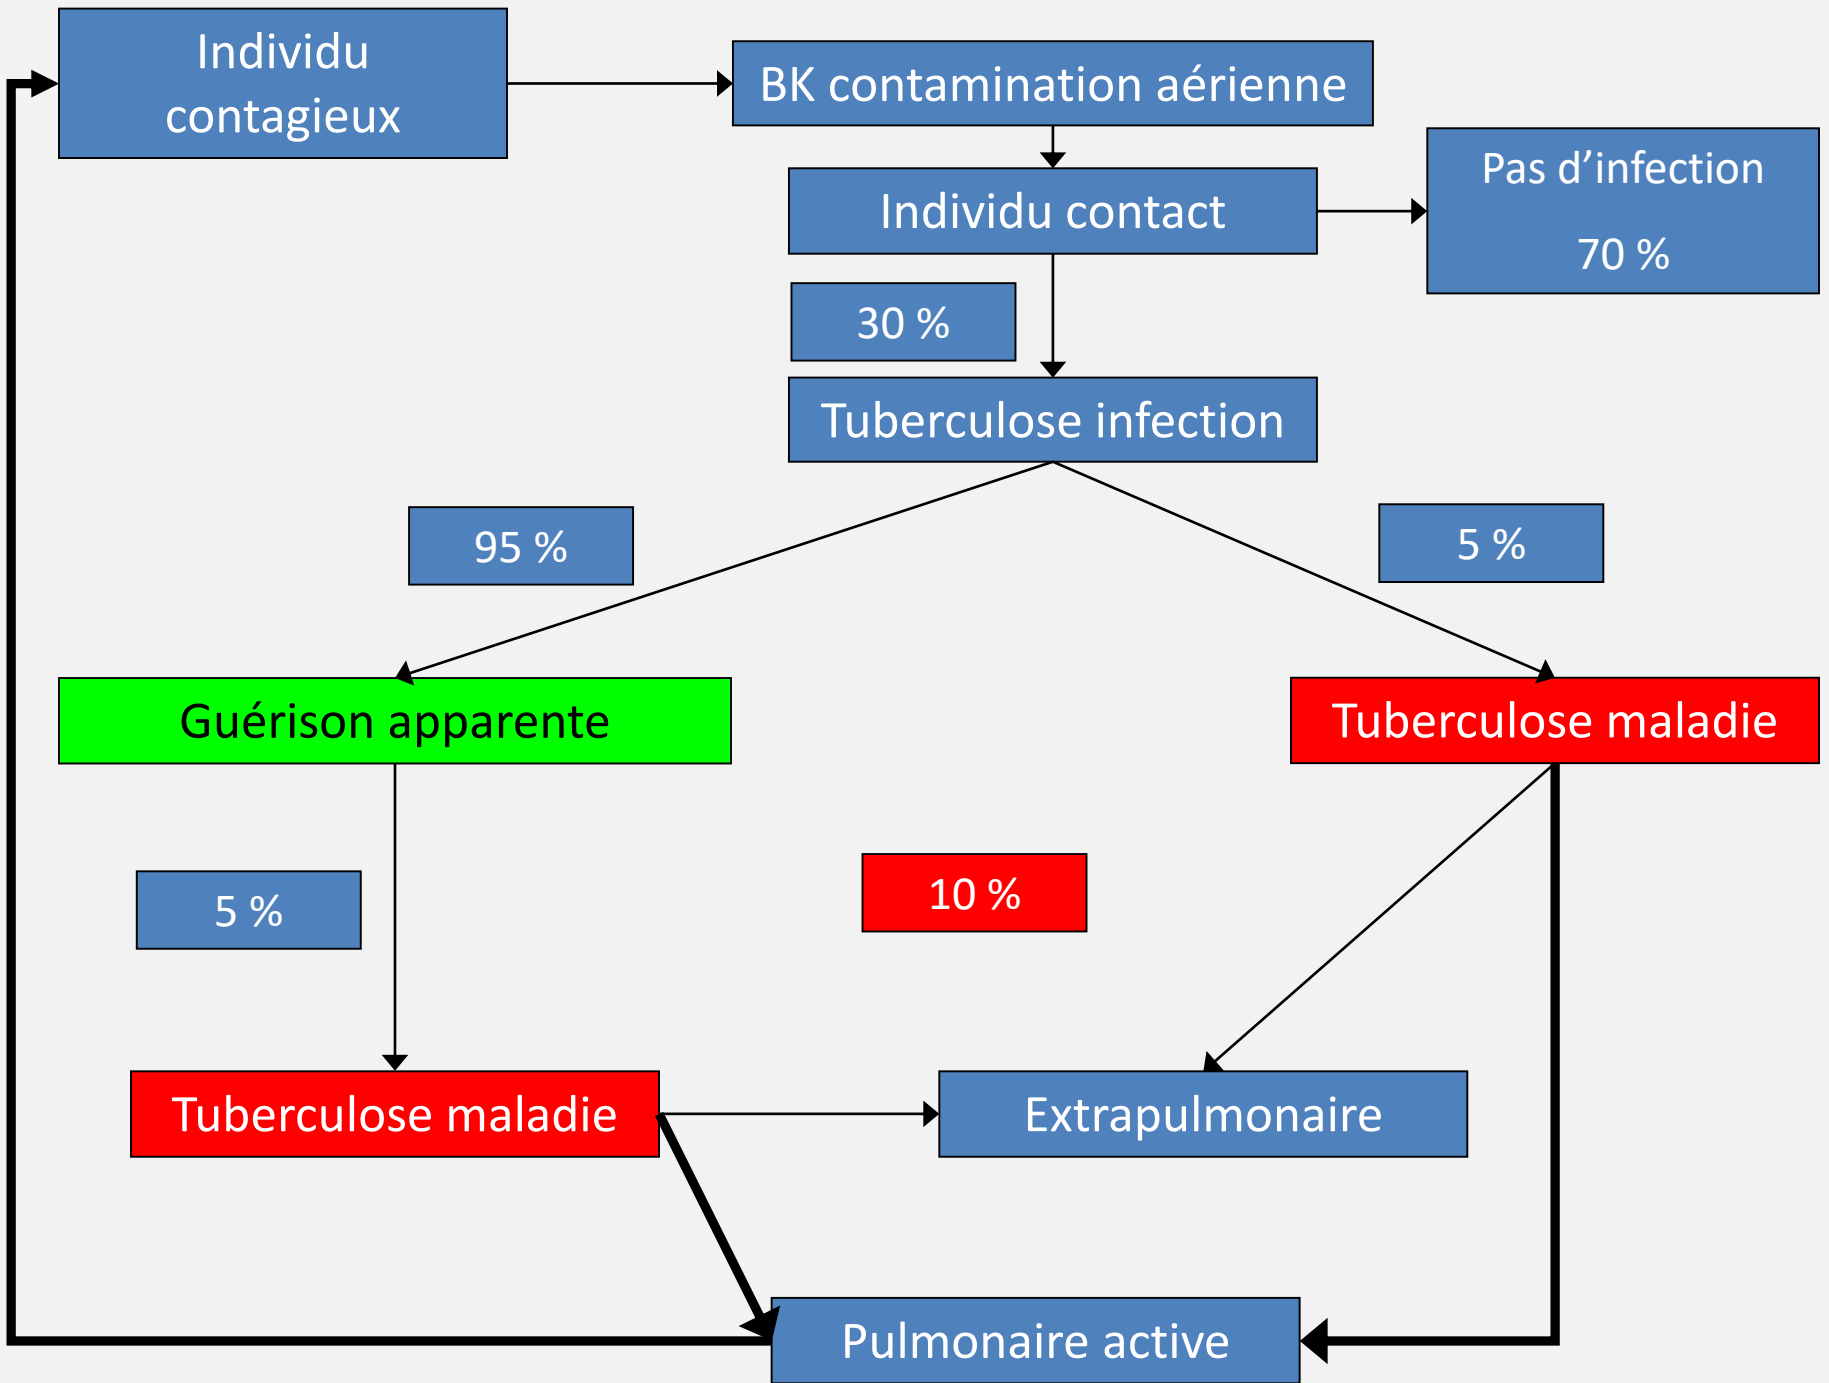 Individu
contagieux
BK contamination aérienne
Individu contact
Pas d’infection
70 %
30 %
Tuberculose infection
95 %
5 %
Guérison apparente
Tuberculose maladie
5 %
10 %
Tuberculose maladie
Extrapulmonaire
Pulmonaire active